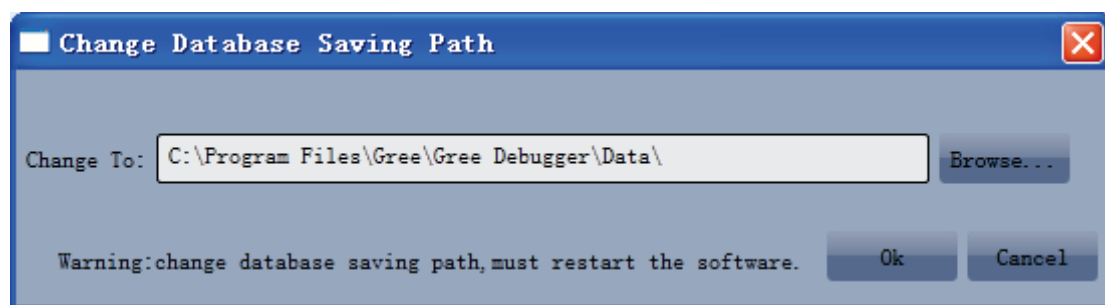 Change Database Saving Path
Change To: C:\Program Files\Gree\Gree Debugger\Data\ Browse...
Warning:change database saving path,must restart the software. Ok Cancel